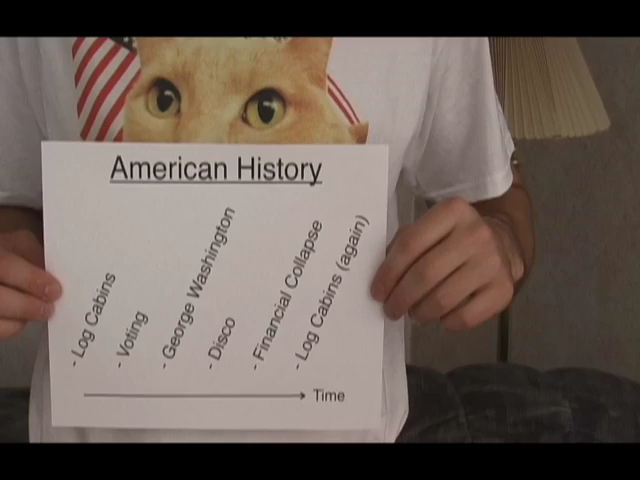 American History
- Log Cabins
- Voting
- George Washington
- Disco
- Financial Collapse
- Log Cabins (again)
Time